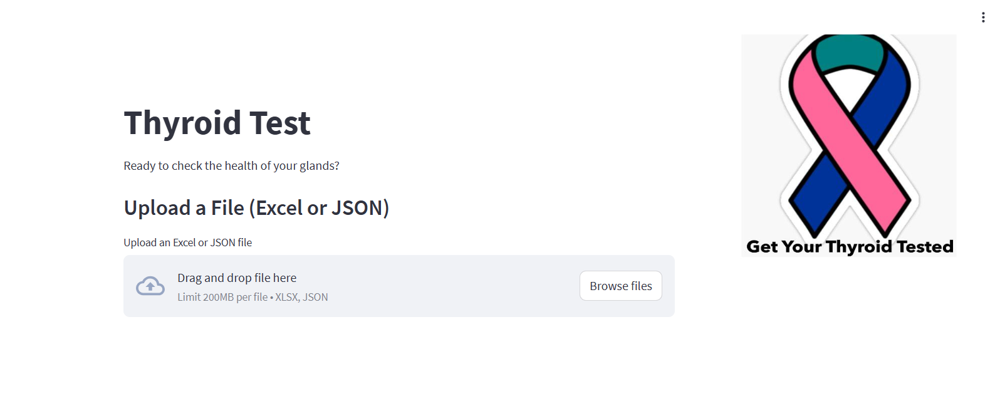 Thyroid Test
Ready to check the health of your glands?
Upload a File (Excel or JSON)
Upload an Excel or JSON file
Drag and drop file here
Limit 200MB per file • XLSX, JSON
Browse files
Get Your Thyroid Tested